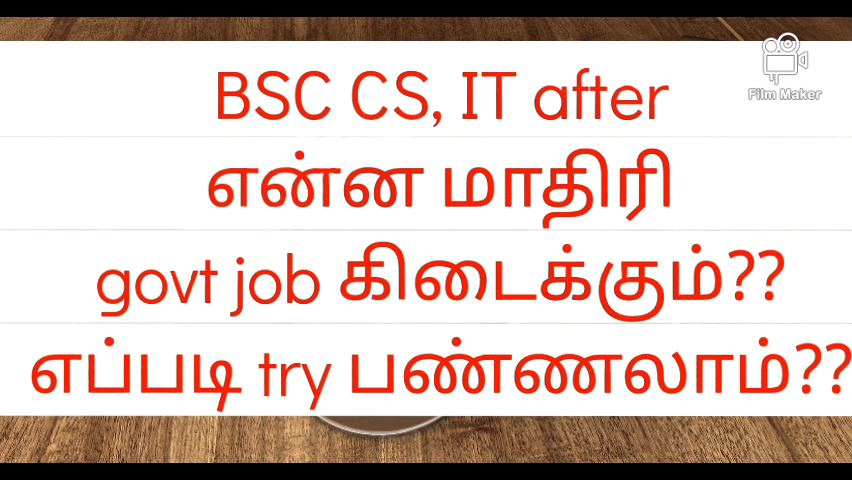 Film Maker
BSC CS, IT after
என்ன மாதிரி
govt job கிடைக்கும்??
எப்படி try பண்ணலாம்??